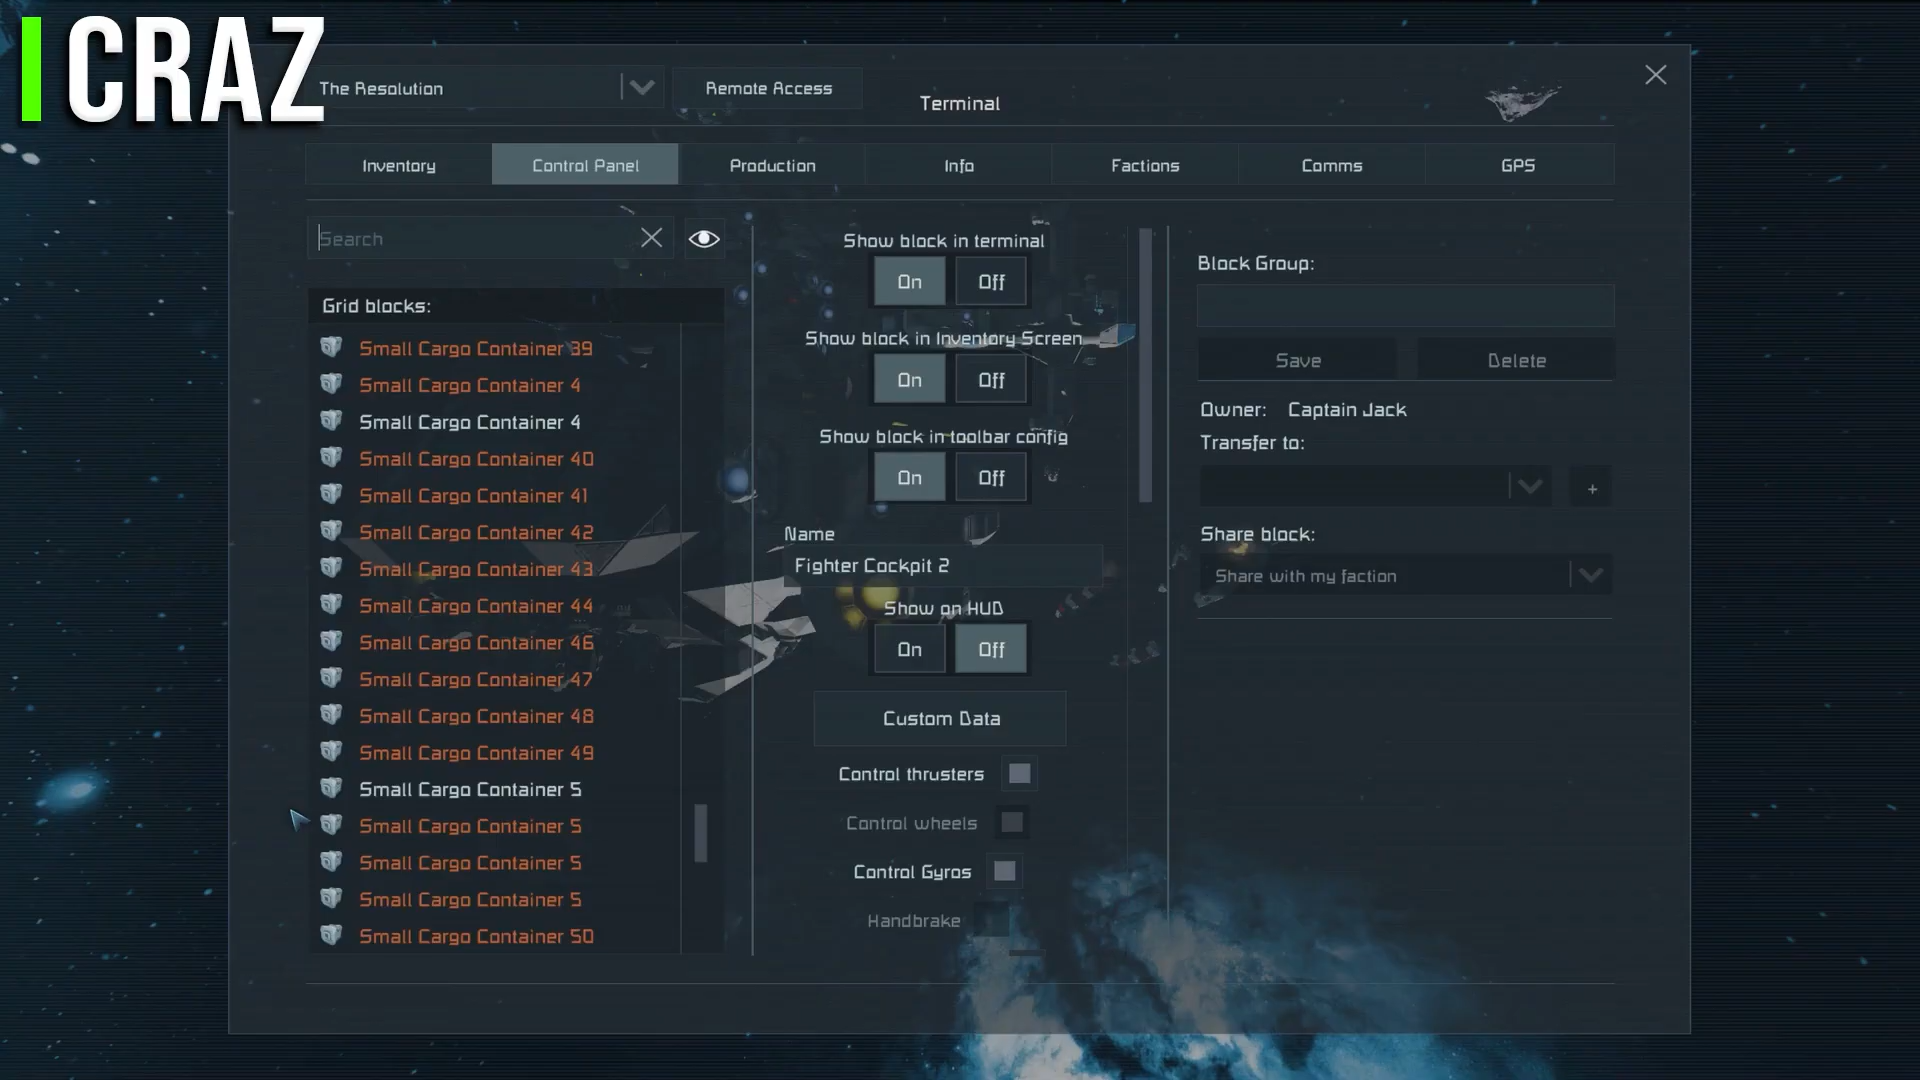 CRAZ
The Resolution
Remote Access
Terminal
Inventory
Control Panel
Production
Info
Factions
Comms
GPS
Search
Grid blocks:
Small Cargo Container 39
Small Cargo Container 4
Small Cargo Container 4
Small Cargo Container 40
Small Cargo Container 41
Small Cargo Container 42
Small Cargo Container 43
Small Cargo Container 44
Small Cargo Container 46
Small Cargo Container 47
Small Cargo Container 48
Small Cargo Container 49
Small Cargo Container 5
Small Cargo Container 5
Small Cargo Container 5
Small Cargo Container 5
Small Cargo Container 50
Show block in terminal
On Off
Show block in Inventory Screen
On Off
Show block in toolbar config
On Off
Name
Fighter Cockpit 2
Show on HUD
On Off
Custom Data
Control thrusters
Control wheels
Control Gyros
Handbrake
Block Group:
Save
Delete
Owner: Captain Jack
Transfer to:
+
Share block:
Share with my faction